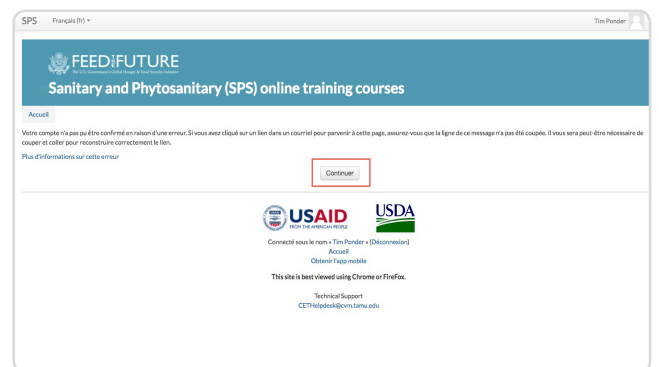 SPS Français (fr) Tim Ponder
FEED THE FUTURE
The U.S. Government's Global Hunger & Food Security Initiative
Sanitary and Phytosanitary (SPS) online training courses
Accueil
Votre compte n'a pas pu être confirmé en raison d'une erreur. Si vous avez cliqué sur un lien dans un courriel pour parvenir à cette page, assurez-vous que la ligne de ce message n'a pas été coupée. Il vous sera peut-être nécessaire de
couper et coller pour reconstruire correctement le lien.
Plus d'informations sur cette erreur
Continuer
USAID USDA
FROM THE AMERICAN PEOPLE
Connecté sous le nom « Tim Ponder » (Déconnexion)
Accueil
Obtenir l'app mobile
This site is best viewed using Chrome or FireFox.
Technical Support
CETHelpdesk@cvm.tamu.edu